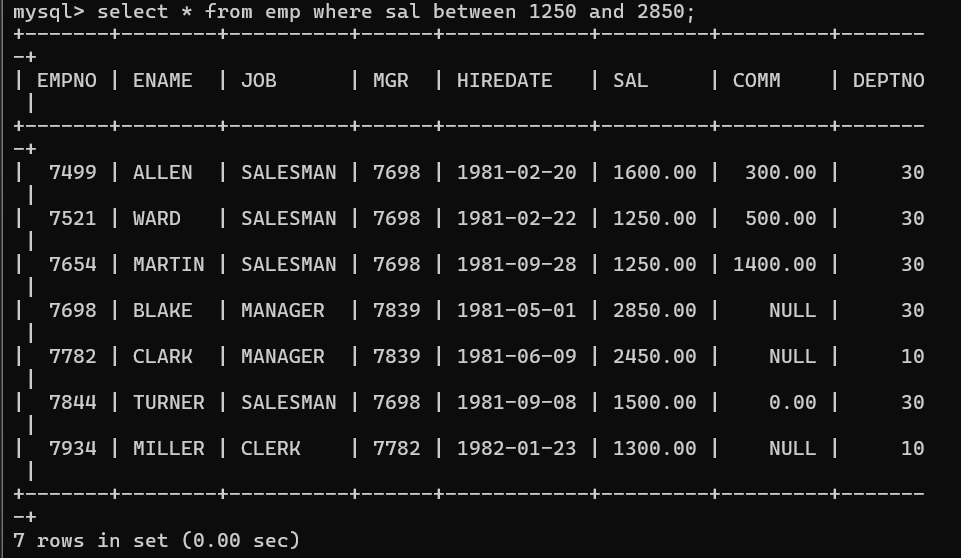 mysql> select * from emp where sal between 1250 and 2850;
+-------+--------+----------+------+------------+---------+---------+-------
-+
| EMPNO | ENAME  | JOB      | MGR  | HIREDATE   | SAL     | COMM    | DEPTNO
 |
+-------+--------+----------+------+------------+---------+---------+-------
-+
|  7499 | ALLEN  | SALESMAN | 7698 | 1981-02-20 | 1600.00 |  300.00 |     30
 |
|  7521 | WARD   | SALESMAN | 7698 | 1981-02-22 | 1250.00 |  500.00 |     30
 |
|  7654 | MARTIN | SALESMAN | 7698 | 1981-09-28 | 1250.00 | 1400.00 |     30
 |
|  7698 | BLAKE  | MANAGER  | 7839 | 1981-05-01 | 2850.00 |    NULL |     30
 |
|  7782 | CLARK  | MANAGER  | 7839 | 1981-06-09 | 2450.00 |    NULL |     10
 |
|  7844 | TURNER | SALESMAN | 7698 | 1981-09-08 | 1500.00 |    0.00 |     30
 |
|  7934 | MILLER | CLERK    | 7782 | 1982-01-23 | 1300.00 |    NULL |     10
 |
+-------+--------+----------+------+------------+---------+---------+-------
-+
7 rows in set (0.00 sec)